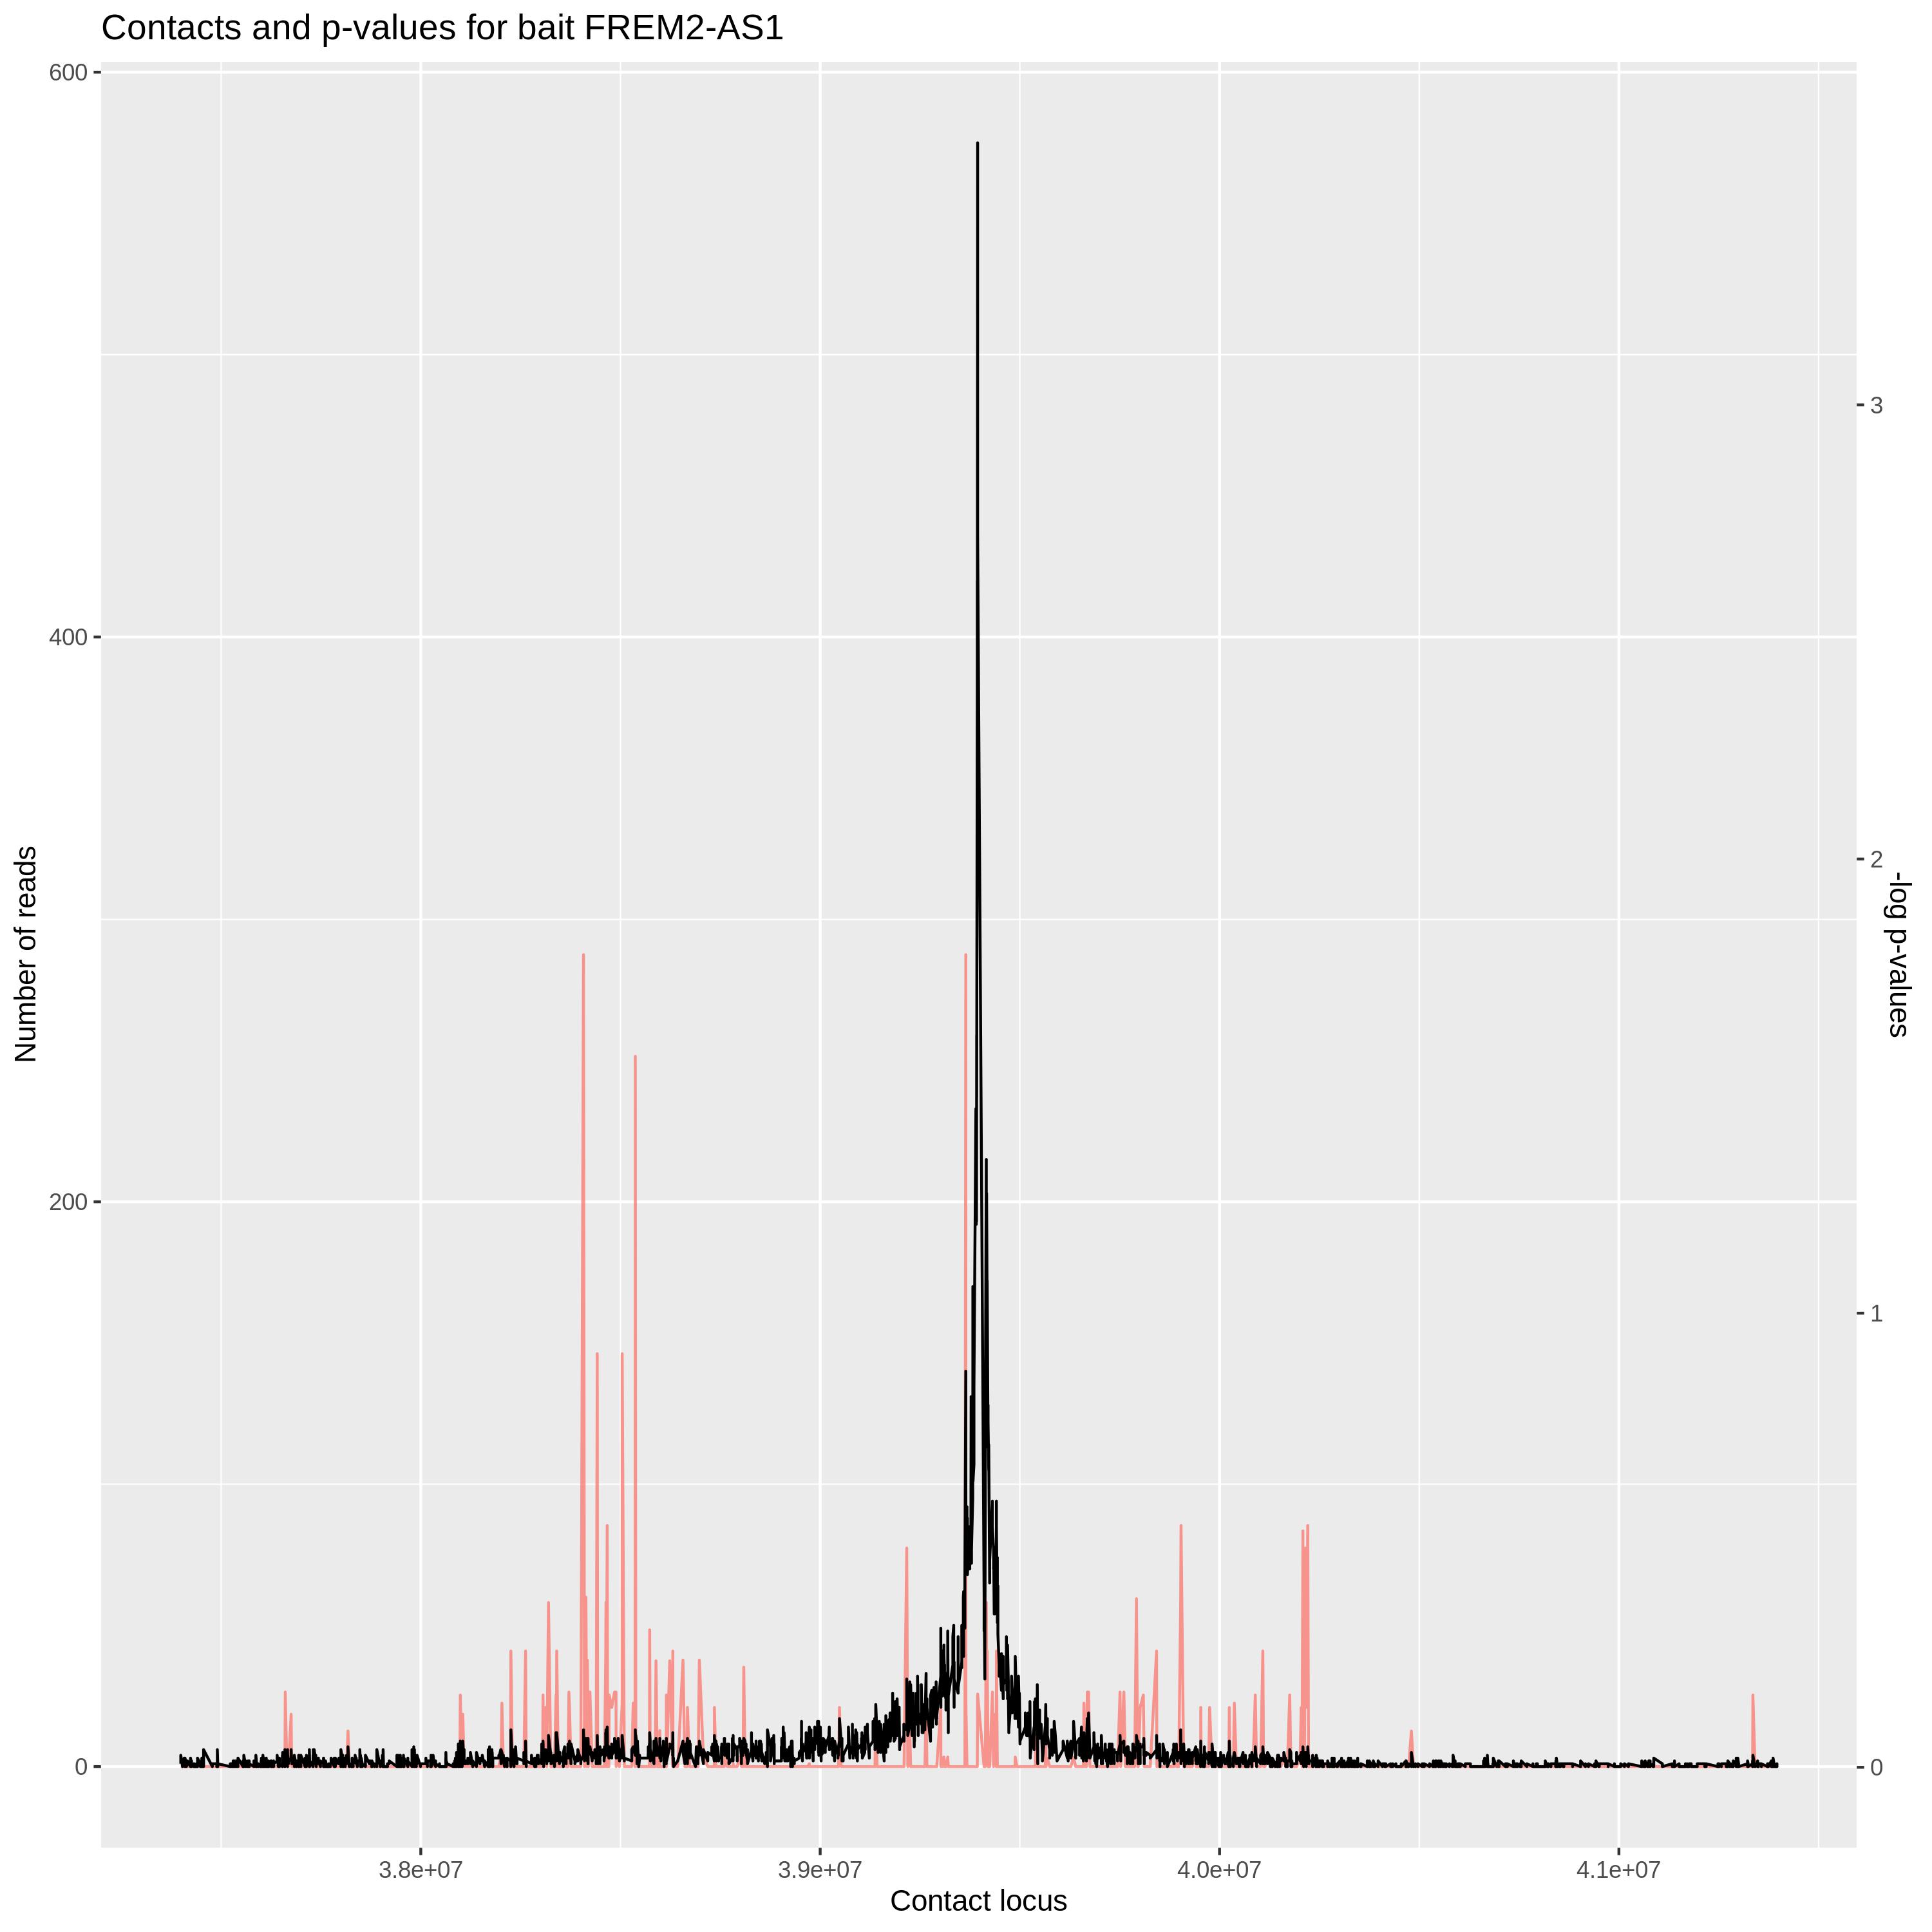 Contacts and p-values for bait FREM2-AS1
600
400
200
0
Number of reads
3
2
1
0
-log p-values
3.8e+07
3.9e+07
4.0e+07
4.1e+07
Contact locus